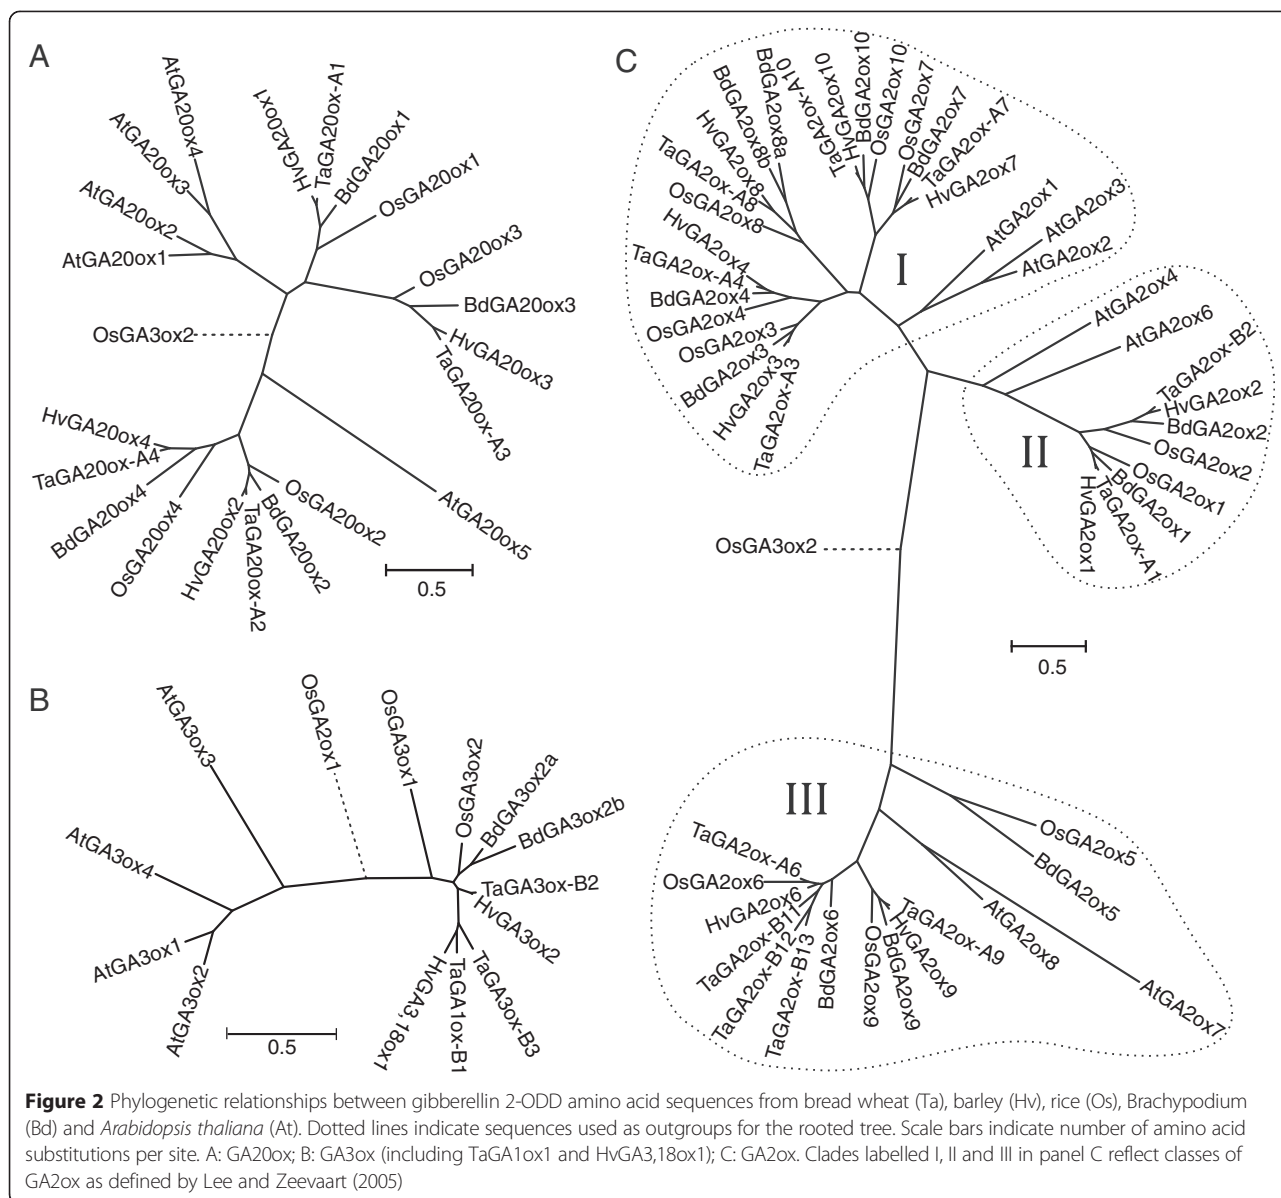 A
AtGA20ox4
AtGA20ox3
AtGA20ox2
AtGA20ox1
HvGA20ox1
TaGA20ox-A1
BdGA20ox1
OsGA20ox1
OsGA20ox3
BdGA20ox3
HvGA20ox3
TaGA20ox-A3
OsGA3ox2
AtGA20ox5
HvGA20ox4
TaGA20ox-A4
BdGA20ox4
OsGA20ox4
HvGA20ox2
TaGA20ox-A2
BdGA20ox2
OsGA20ox2
0.5
B
AtGA3ox3
OsGA2ox1
OsGA3ox1
OsGA3ox2
BdGA3ox2a
BdGA3ox2b
TaGA3ox-B2
HvGA3ox2
TaGA3ox-B3
TaGA1ox-B1
HvGA3,18ox1
AtGA3ox4
AtGA3ox1
AtGA3ox2
0.5
C
BdGA2ox8a
BdGA2ox8b
HvGA2ox8
TaGA2ox-A8
OsGA2ox8
HvGA2ox4
TaGA2ox-A4
BdGA2ox4
OsGA2ox4
OsGA2ox3
BdGA2ox3
HvGA2ox3
TaGA2ox-A3
TaGA2ox-A10
HvGA2ox10
BdGA2ox10
OsGA2ox10
OsGA2ox7
BdGA2ox7
TaGA2ox-A7
HvGA2ox7
AtGA2ox1
AtGA2ox3
AtGA2ox2
I
AtGA2ox4
AtGA2ox6
TaGA2ox-B2
HvGA2ox2
BdGA2ox2
OsGA2ox2
OsGA2ox1
BdGA2ox1
TaGA2ox-A1
HvGA2ox1
II
OsGA3ox2
0.5
III
TaGA2ox-A6
OsGA2ox6
HvGA2ox6
TaGA2ox-B11
TaGA2ox-B12
TaGA2ox-B13
BdGA2ox6
OsGA2ox9
BdGA2ox9
HvGA2ox9
TaGA2ox-A9
AtGA2ox8
AtGA2ox7
OsGA2ox5
BdGA2ox5
Figure 2 Phylogenetic relationships between gibberellin 2-ODD amino acid sequences from bread wheat (Ta), barley (Hv), rice (Os), Brachypodium
(Bd) and Arabidopsis thaliana (At). Dotted lines indicate sequences used as outgroups for the rooted tree. Scale bars indicate number of amino acid
substitutions per site. A: GA20ox; B: GA3ox (including TaGA1ox1 and HvGA3,18ox1); C: GA2ox. Clades labelled I, II and III in panel C reflect classes of
GA2ox as defined by Lee and Zeevaart (2005)